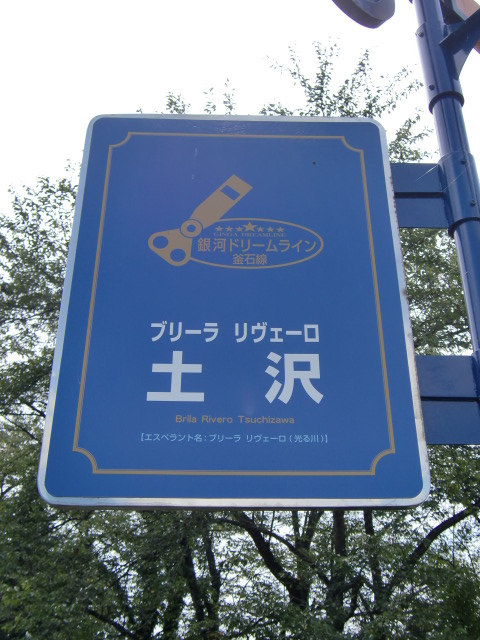 GINGA DREAMLINE
銀河ドリームライン
釜石線
ブリーラ リヴェーロ
土沢
Brila Rivero Tsuchizawa
【エスペラント名：ブリーラ リヴェーロ(光る川)】